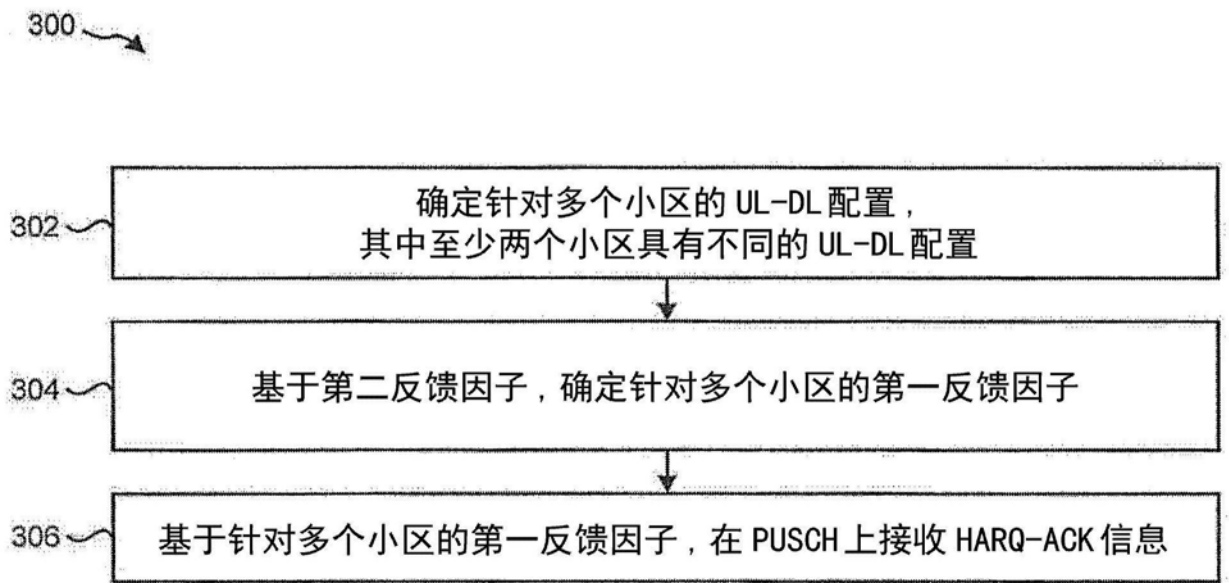 300
302
确定针对多个小区的 UL-DL 配置，
其中至少两个小区具有不同的 UL-DL 配置
304
基于第二反馈因子，确定针对多个小区的第一反馈因子
306
基于针对多个小区的第一反馈因子，在 PUSCH 上接收 HARQ-ACK 信息